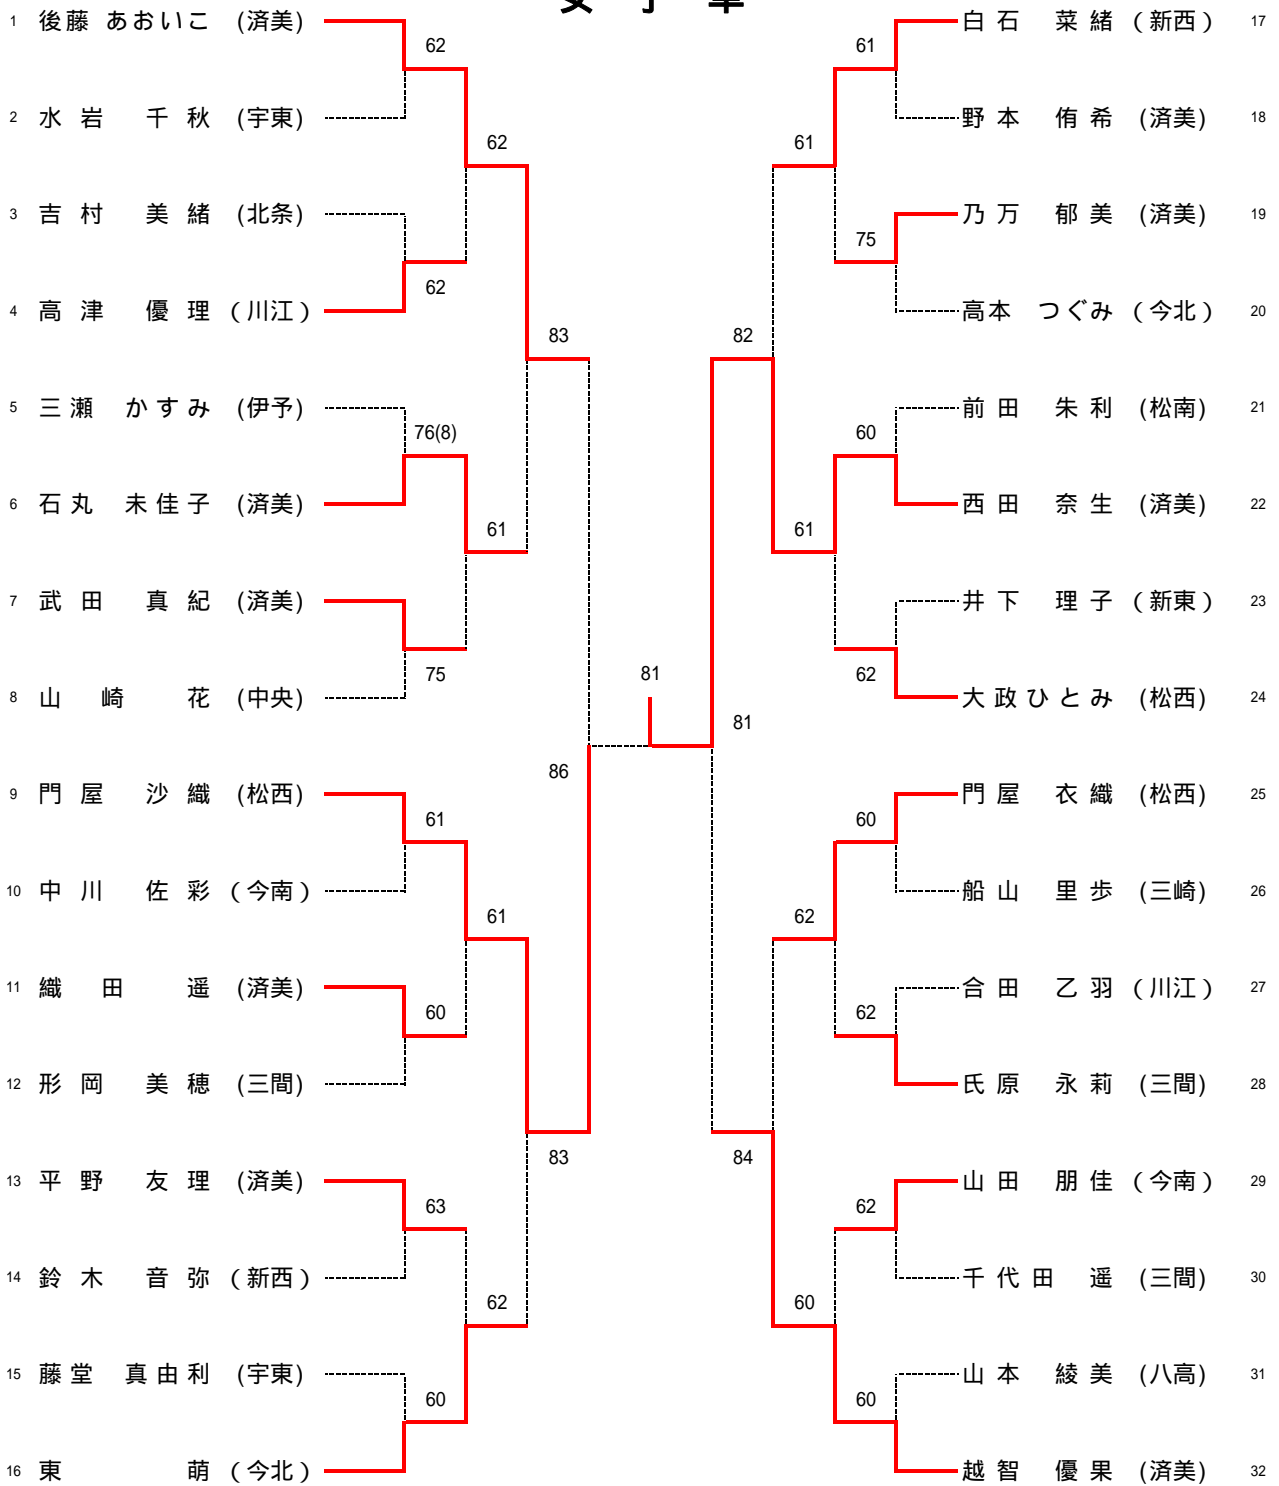 女 子 単
1 後藤 あおいこ (済美)
62
2 水岩 千秋 (宇東)
62
3 吉村 美緒 (北条)
62
4 高津 優理 (川江)
83
5 三瀬 かすみ (伊予)
76(8)
6 石丸 未佳子 (済美)
61
7 武田 真紀 (済美)
75
8 山崎 花 (中央)
86
9 門屋 沙織 (松西)
61
10 中川 佐彩 (今南)
61
11 織田 遥 (済美)
60
12 形岡 美穂 (三間)
83
13 平野 友理 (済美)
63
14 鈴木 音弥 (新西)
62
15 藤堂 真由利 (宇東)
60
16 東 萌 (今北)
81
白石 菜緒 (新西) 17
61
野本 侑希 (済美) 18
61
乃万 郁美 (済美) 19
75
高本 つぐみ (今北) 20
82
前田 朱利 (松南) 21
60
西田 奈生 (済美) 22
61
井下 理子 (新東) 23
62
大政ひとみ (松西) 24
81
門屋 衣織 (松西) 25
60
船山 里歩 (三崎) 26
62
合田 乙羽 (川江) 27
62
氏原 永莉 (三間) 28
84
山田 朋佳 (今南) 29
62
千代田 遥 (三間) 30
60
山本 綾美 (八高) 31
60
越智 優果 (済美) 32